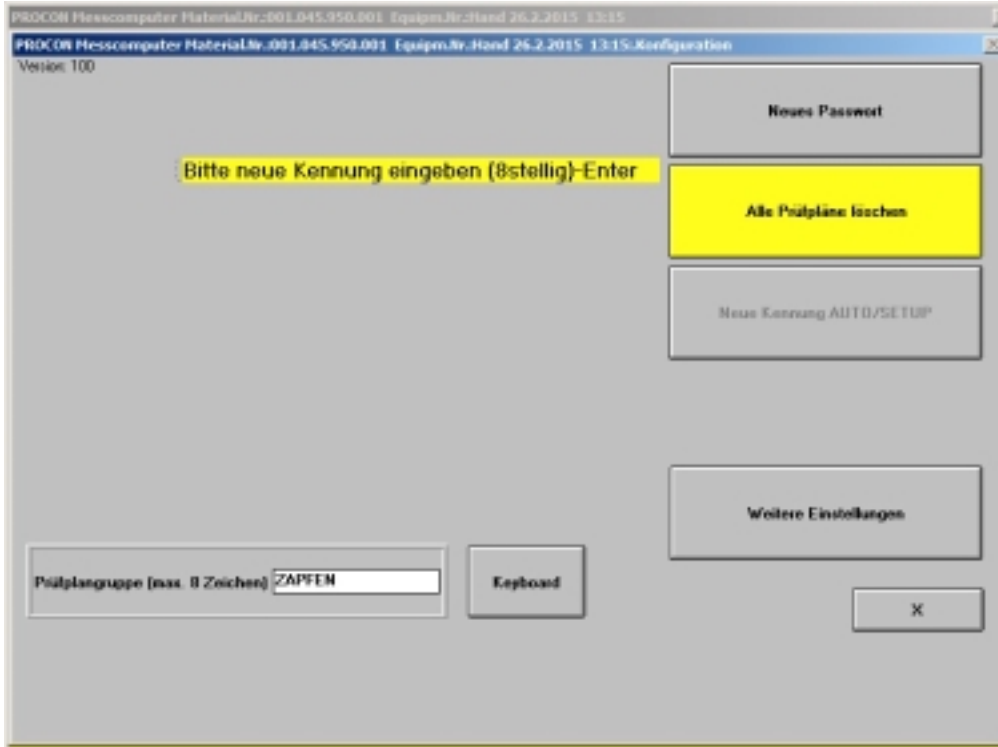 PROCON Messcomputer Material.Nr.:001.045.950.001 Equipm.Nr.:Hand 26.2.2015 13:15
PROCON Messcomputer Material.Nr.:001.045.950.001 Equipm.Nr.:Hand 26.2.2015 13:15:.Konfiguration
Version: 100
Neues Passwort
Bitte neue Kennung eingeben (8stellig)-Enter
Alle Prüfpläne löschen
Neue Kennung AUTO/SETUP
Weitere Einstellungen
Prüfplangruppe (max. 8 Zeichen) ZAPFEN
Keyboard
X